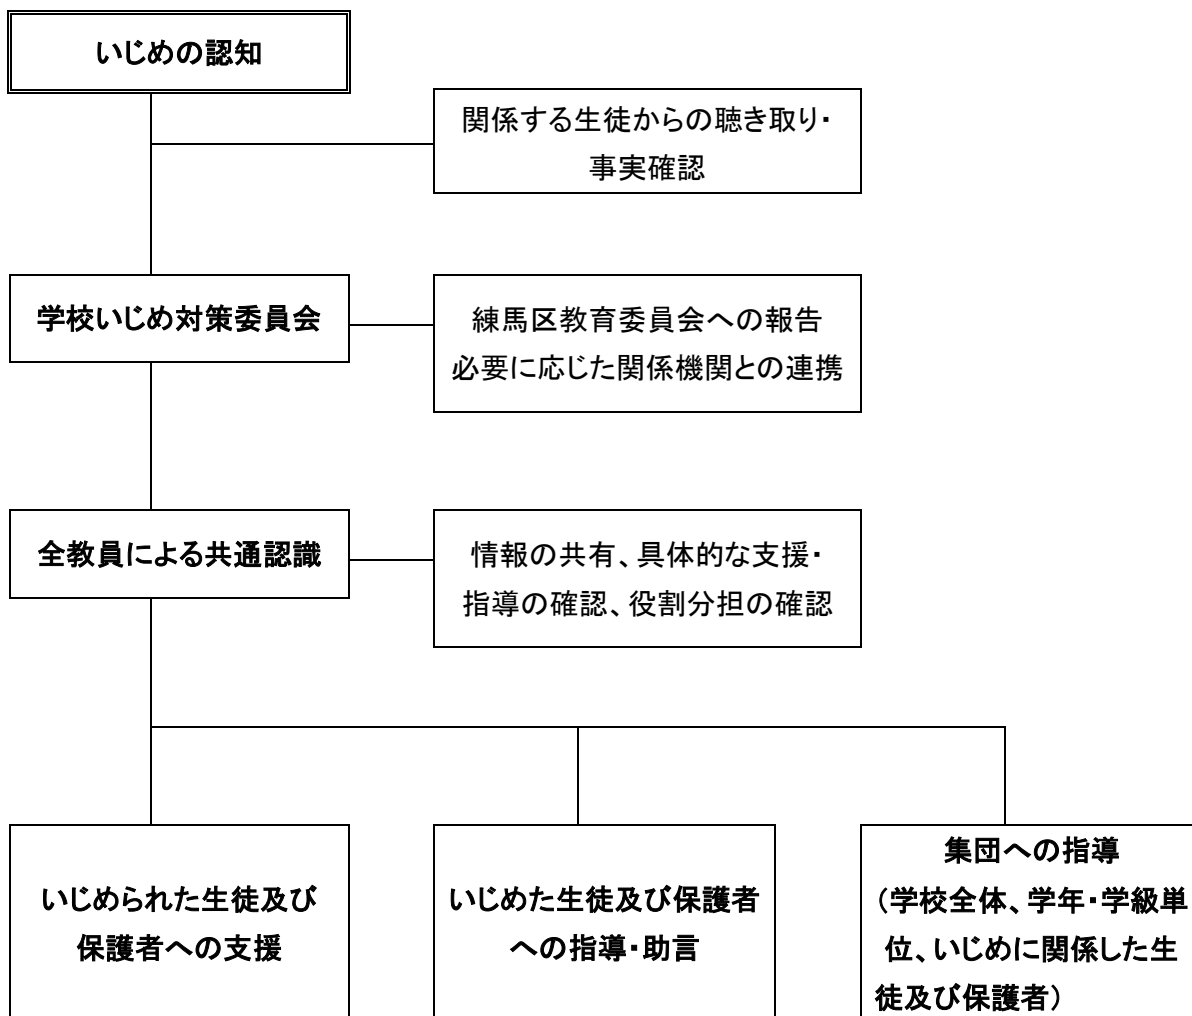 いじめの認知
関係する生徒からの聴き取り・
事実確認
学校いじめ対策委員会
練馬区教育委員会への報告
必要に応じた関係機関との連携
全教員による共通認識
情報の共有、具体的な支援・
指導の確認、役割分担の確認
いじめられた生徒及び
保護者への支援
いじめた生徒及び保護者
への指導・助言
集団への指導
（学校全体、学年・学級単
位、いじめに関係した生
徒及び保護者）